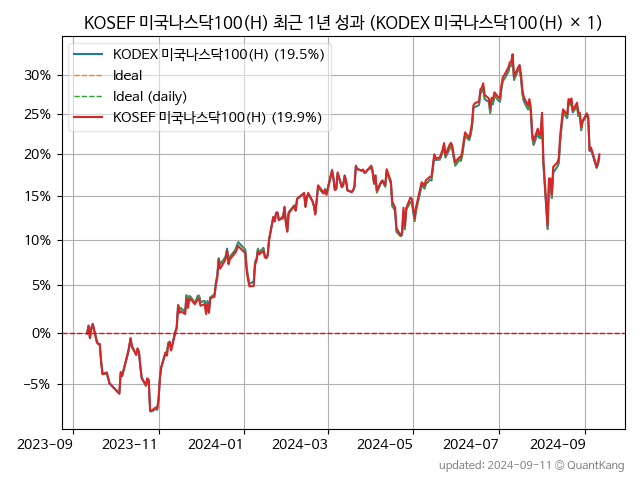 KOSEF 미국나스닥100(H) 최근 1년 성과 (KODEX 미국나스닥100(H) × 1)
KODEX 미국나스닥100(H) (19.5%)
Ideal
Ideal (daily)
KOSEF 미국나스닥100(H) (19.9%)
30%
25%
20%
15%
10%
5%
0%
−5%
2023-09 2023-11 2024-01 2024-03 2024-05 2024-07 2024-09
updated: 2024-09-11 © QuantKang